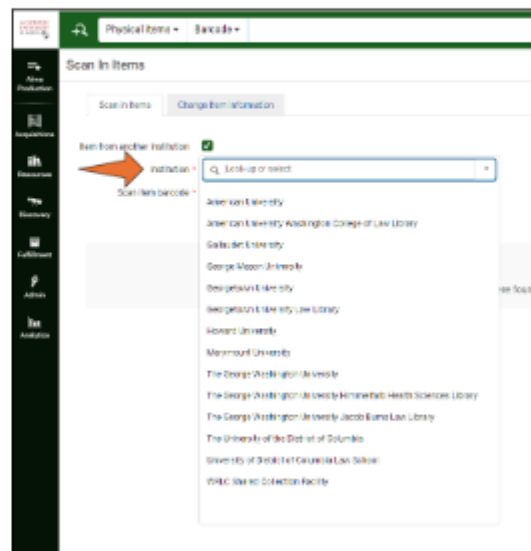 Physical items Barcode
Scan In Items
Alma
Production
Scan in Items Change Item Information
Acquisitions
Item from another institution
Resources
Institution * Look-up or select
Scan item barcode *
Discovery
American University
American University Washington College of Law Library
Fulfillment
Gallaudet University
George Mason University
Admin
Georgetown University
Georgetown University Law Library
Analytics
Howard University
Marymount University
The George Washington University
The George Washington University Himmelfarb Health Sciences Library
The George Washington University Jacob Burns Law Library
The University of the District of Columbia
University of District of Columbia Law School
WRLC Shared Collection Facility